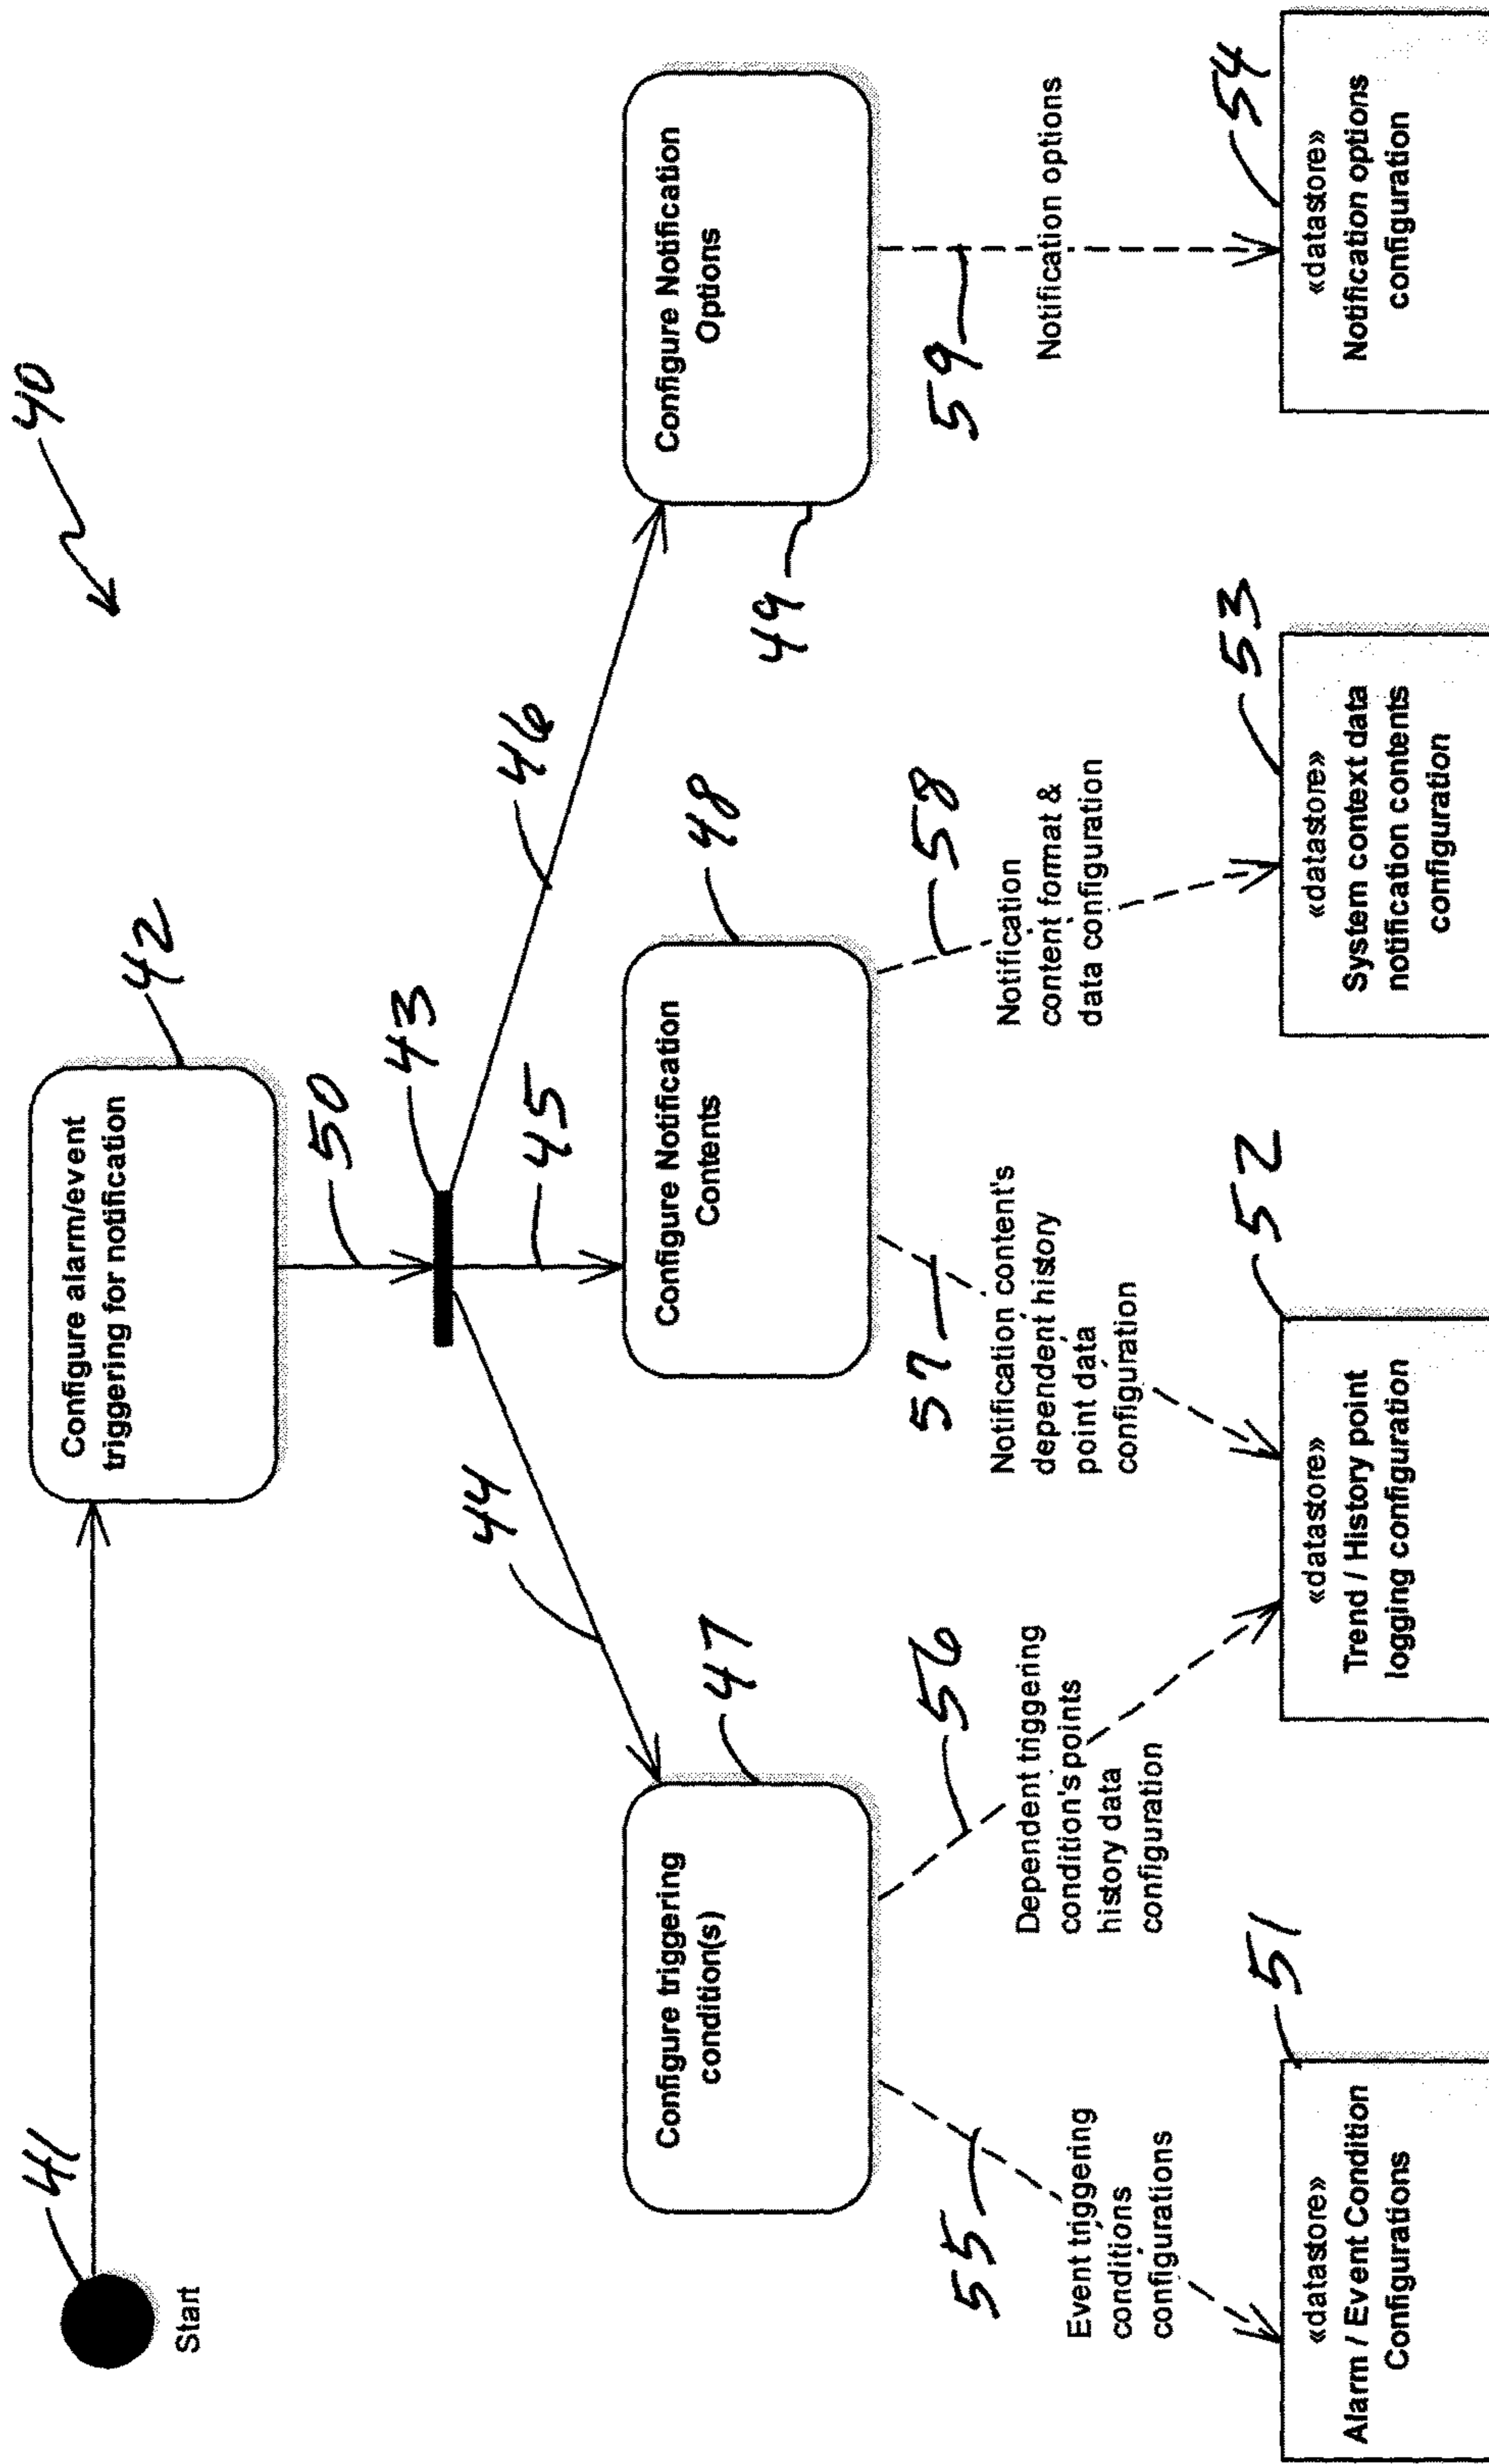 40
41
Start
Configure alarm/event
triggering for notification
42
50
43
44
45
46
Configure triggering
condition(s)
47
Configure Notification
Contents
48
Configure Notification
Options
49
55
Event triggering
conditions
configurations
56
Dependent triggering
condition's points
history data
configuration
57
Notification content's
dependent history
point data
configuration
58
Notification
content format &
data configuration
59
Notification options
51
«datastore»
Alarm / Event Condition
Configurations
52
«datastore»
Trend / History point
logging configuration
53
«datastore»
System context data
notification contents
configuration
54
«datastore»
Notification options
configuration